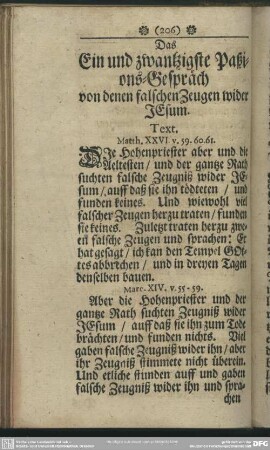 (206)
Das
Ein und zwantzigste Paßi-
ons-Gespräch
von denen falschen Zeugen wider
JEsum.
Text.
Matth. XXVI. v. 59. 60. 61.
DIe Hohenpriester aber und die
Aeltesten / und der gantze Rath
suchten falsche Zeugniß wider JE-
sum / auff daß sie ihn tödteten / und
funden keines. Und wiewohl viel
falscher Zeugen herzu traten / funden
sie keines. Zuletzt traten herzu zwee-
en falsche Zeugen und sprachen: Er
hat gesagt / ich kan den Tempel GOt-
tes abbrechen / und in dreyen Tagen
denselben bauen.
Marc. XIV. v. 55-59.
Aber die Hohenpriester und der
gantze Rath suchten Zeugniß wider
JEsum / auff daß sie ihn zum Tode
brächten / und funden nichts. Viel
gaben falsche Zeugniß wider ihn / aber
ihr Zeugniß stimmete nicht überein.
Und etliche stunden auff und gaben
falsche Zeugniß wider ihn und spra-
chen